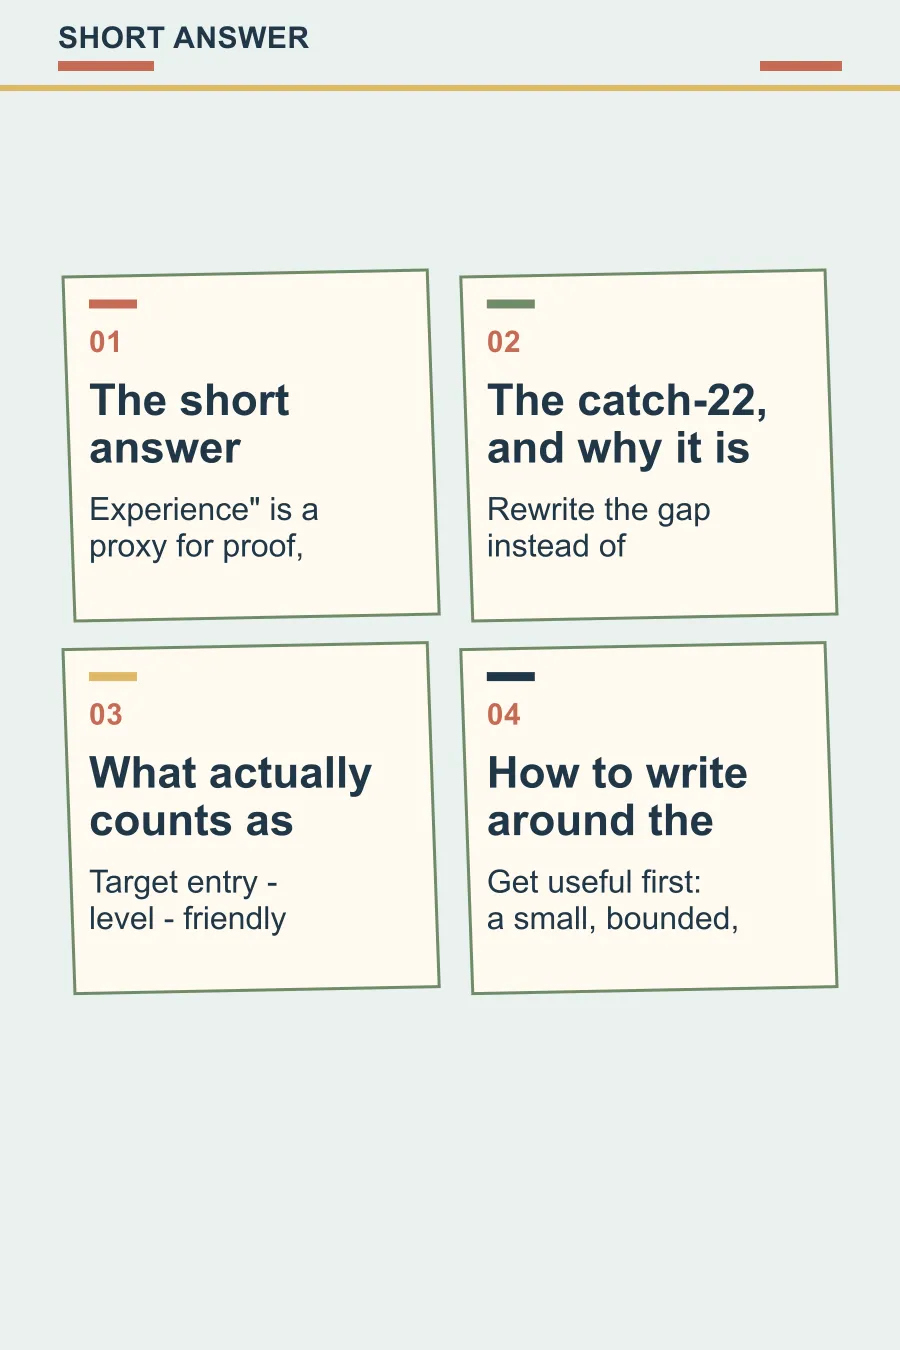 SHORT ANSWER
01
The short
answer
Experience" is a
proxy for proof,
02
The catch-22,
and why it is
Rewrite the gap
instead of
03
What actually
counts as
Target entry -
level - friendly
04
How to write
around the
Get useful first:
a small, bounded,